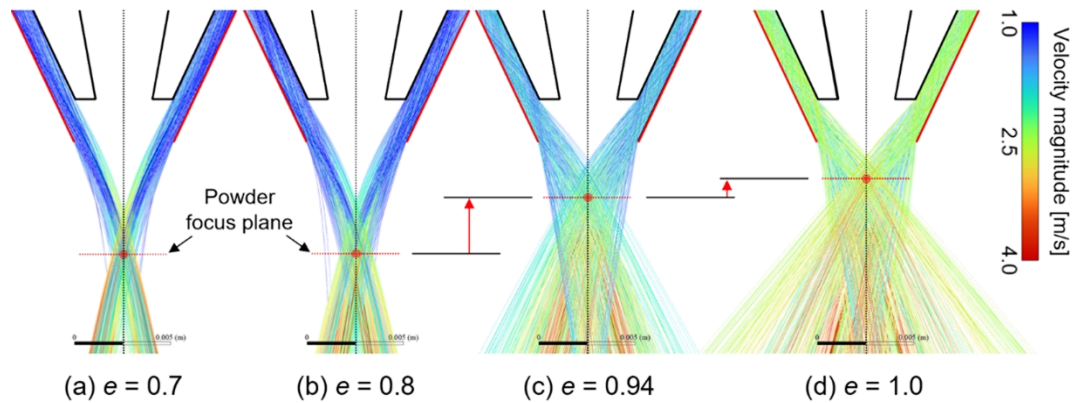 Powder
focus plane
0
0.005 (m)
0
0.005 (m)
0
0.005 (m)
0
0.005 (m)
1.0
2.5
4.0
Velocity magnitude [m/s]
(a) e = 0.7
(b) e = 0.8
(c) e = 0.94
(d) e = 1.0